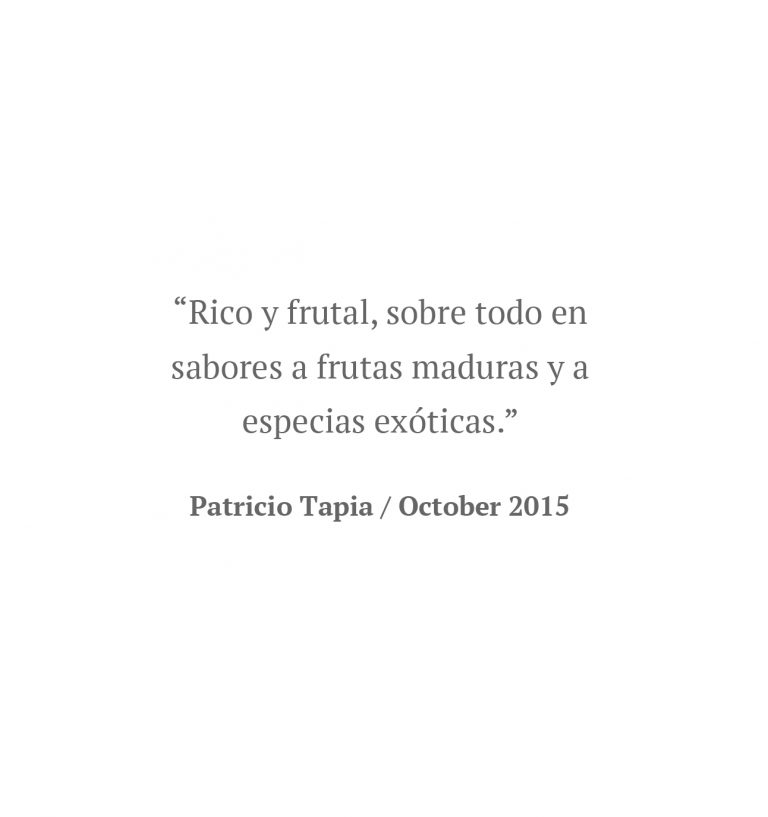 “Rico y frutal, sobre todo en
sabores a frutas maduras y a
especias exóticas.”
Patricio Tapia / October 2015